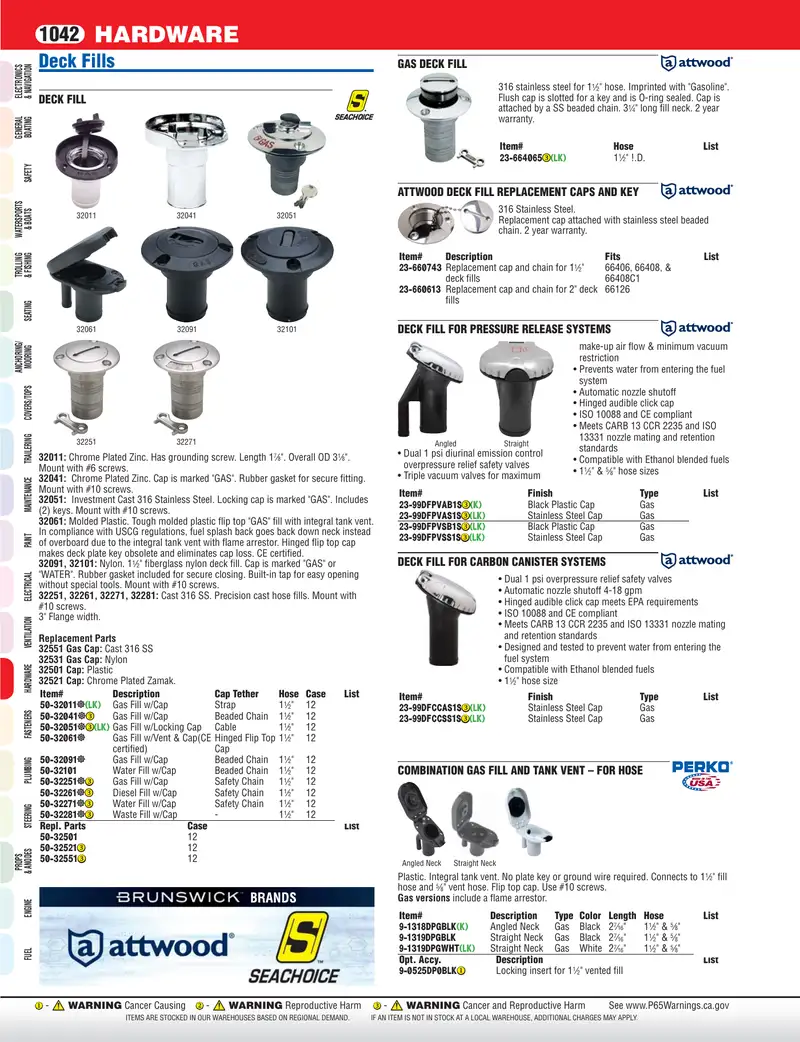 1042 HARDWARE
Deck Fills
ELECTRONICS & NAVIGATION
GENERAL BOATING
SAFETY
WATERSPORTS & BOATS
TROLLING & FISHING
SEATING
ANCHORING/ MOORING
COVERS/TOPS
TRAILERING
MAINTENANCE
PAINT
ELECTRICAL
VENTILATION
HARDWARE
FASTENERS
PLUMBING
STEERING
PROPS & ANODES
ENGINE
FUEL
DECK FILL
S
SEACHOICE
32011 32041 32051
32061 32091 32101
32251 32271
32011: Chrome Plated Zinc. Has grounding screw. Length 1⅞". Overall OD 3⅛".
Mount with #6 screws.
32041: Chrome Plated Zinc. Cap is marked "GAS". Rubber gasket for secure fitting.
Mount with #10 screws.
32051: Investment Cast 316 Stainless Steel. Locking cap is marked "GAS". Includes
(2) keys. Mount with #10 screws.
32061: Molded Plastic. Tough molded plastic flip top "GAS" fill with integral tank vent.
In compliance with USCG regulations, fuel splash back goes back down neck instead
of overboard due to the integral tank vent with flame arrestor. Hinged flip top cap
makes deck plate key obsolete and eliminates cap loss. CE certified.
32091, 32101: Nylon. 1½" fiberglass nylon deck fill. Cap is marked "GAS" or
"WATER". Rubber gasket included for secure closing. Built-in tap for easy opening
without special tools. Mount with #10 screws.
32251, 32261, 32271, 32281: Cast 316 SS. Precision cast hose fills. Mount with
#10 screws.
3" Flange width.
Replacement Parts
32551 Gas Cap: Cast 316 SS
32531 Gas Cap: Nylon
32501 Cap: Plastic
32521 Cap: Chrome Plated Zamak.
Item# Description Cap Tether Hose Case List
50-32011 (LK) Gas Fill w/Cap Strap 1½" 12
50-32041 3 Gas Fill w/Cap Beaded Chain 1½" 12
50-32051 3 (LK) Gas Fill w/Locking Cap Cable 1½" 12
50-32061 Gas Fill w/Vent & Cap(CE Hinged Flip Top 1½" 12
certified) Cap
50-32091 Gas Fill w/Cap Beaded Chain 1½" 12
50-32101 Water Fill w/Cap Beaded Chain 1½" 12
50-32251 3 Gas Fill w/Cap Safety Chain 1½" 12
50-32261 3 Diesel Fill w/Cap Safety Chain 1½" 12
50-32271 3 Water Fill w/Cap Safety Chain 1½" 12
50-32281 3 Waste Fill w/Cap - 1½" 12
Repl. Parts Case LIST
50-32501 12
50-32521 3 12
50-32551 3 12
BRUNSWICK BRANDS
attwood
SEACHOICE
GAS DECK FILL
attwood
316 stainless steel for 1½" hose. Imprinted with "Gasoline".
Flush cap is slotted for a key and is O-ring sealed. Cap is
attached by a SS beaded chain. 3¼" long fill neck. 2 year
warranty.
Item# Hose List
23-664065 3 (LK) 1½" !.D.
ATTWOOD DECK FILL REPLACEMENT CAPS AND KEY
attwood
316 Stainless Steel.
Replacement cap attached with stainless steel beaded
chain. 2 year warranty.
Item# Description Fits List
23-660743 Replacement cap and chain for 1½" 66406, 66408, &
deck fills 66408C1
23-660613 Replacement cap and chain for 2" deck 66126
fills
DECK FILL FOR PRESSURE RELEASE SYSTEMS
attwood
Angled Straight
• Dual 1 psi diurinal emission control
overpressure relief safety valves
• Triple vacuum valves for maximum
make-up air flow & minimum vacuum
restriction
• Prevents water from entering the fuel
system
• Automatic nozzle shutoff
• Hinged audible click cap
• ISO 10088 and CE compliant
• Meets CARB 13 CCR 2235 and ISO
13331 nozzle mating and retention
standards
• Compatible with Ethanol blended fuels
• 1½" & ⅝" hose sizes
Item# Finish Type List
23-99DFPVAB1S 3 (K) Black Plastic Cap Gas
23-99DFPVAS1S 3 (LK) Stainless Steel Cap Gas
23-99DFPVSB1S 3 (LK) Black Plastic Cap Gas
23-99DFPVSS1S 3 (LK) Stainless Steel Cap Gas
DECK FILL FOR CARBON CANISTER SYSTEMS
attwood
• Dual 1 psi overpressure relief safety valves
• Automatic nozzle shutoff 4-18 gpm
• Hinged audible click cap meets EPA requirements
• ISO 10088 and CE compliant
• Meets CARB 13 CCR 2235 and ISO 13331 nozzle mating
and retention standards
• Designed and tested to prevent water from entering the
fuel system
• Compatible with Ethanol blended fuels
• 1½" hose size
Item# Finish Type List
23-99DFCCAS1S 3 (LK) Stainless Steel Cap Gas
23-99DFCCSS1S 3 (LK) Stainless Steel Cap Gas
COMBINATION GAS FILL AND TANK VENT – FOR HOSE
PERKO
USA
Angled Neck Straight Neck
Plastic. Integral tank vent. No plate key or ground wire required. Connects to 1½" fill
hose and ⅝" vent hose. Flip top cap. Use #10 screws.
Gas versions include a flame arrestor.
Item# Description Type Color Length Hose List
9-1318DPGBLK(K) Angled Neck Gas Black 1½" & ⅝"
9-1319DPGBLK Straight Neck Gas Black 1½" & ⅝"
9-1319DPGWHT(LK) Straight Neck Gas White 1½" & ⅝"
Opt. Accy. Description LIST
9-0525DP0BLK 1 Locking insert for 1½" vented fill
1 - WARNING Cancer Causing 2 - WARNING Reproductive Harm 3 - WARNING Cancer and Reproductive Harm See www.P65Warnings.ca.gov
ITEMS ARE STOCKED IN OUR WAREHOUSES BASED ON REGIONAL DEMAND. IF AN ITEM IS NOT IN STOCK AT A LOCAL WAREHOUSE, ADDITIONAL CHARGES MAY APPLY.